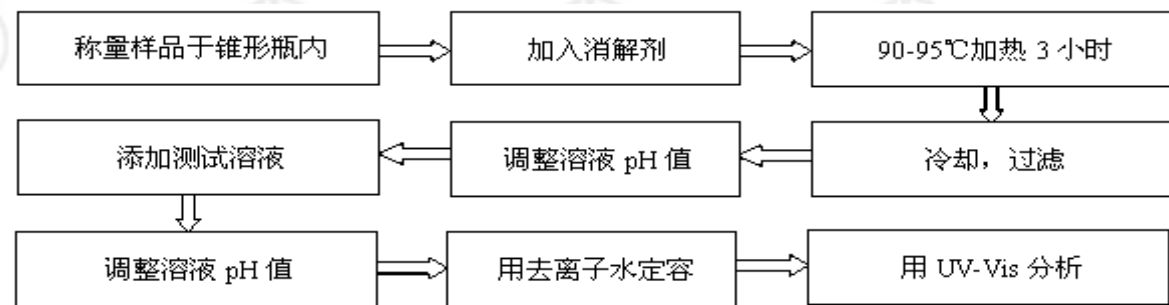 称量样品于锥形瓶内
加入消解剂
90-95℃加热 3 小时
冷却，过滤
调整溶液 pH 值
添加测试溶液
调整溶液 pH 值
用去离子水定容
用 UV-Vis 分析